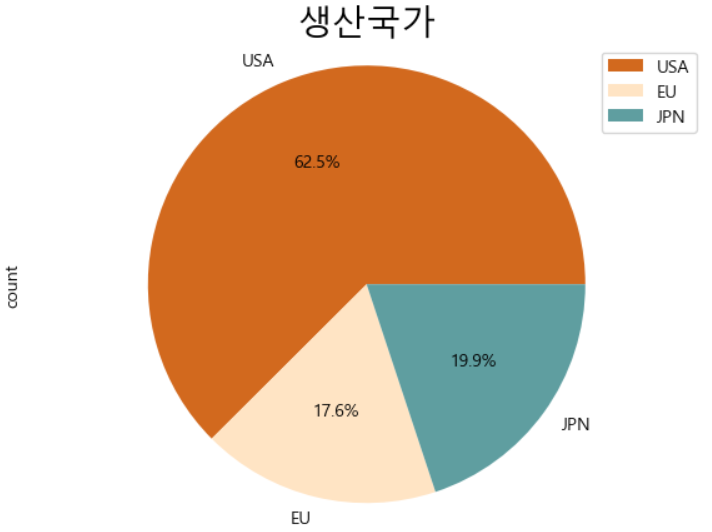 생산국가
USA
USA
EU
JPN
62.5%
count
19.9%
17.6%
JPN
EU